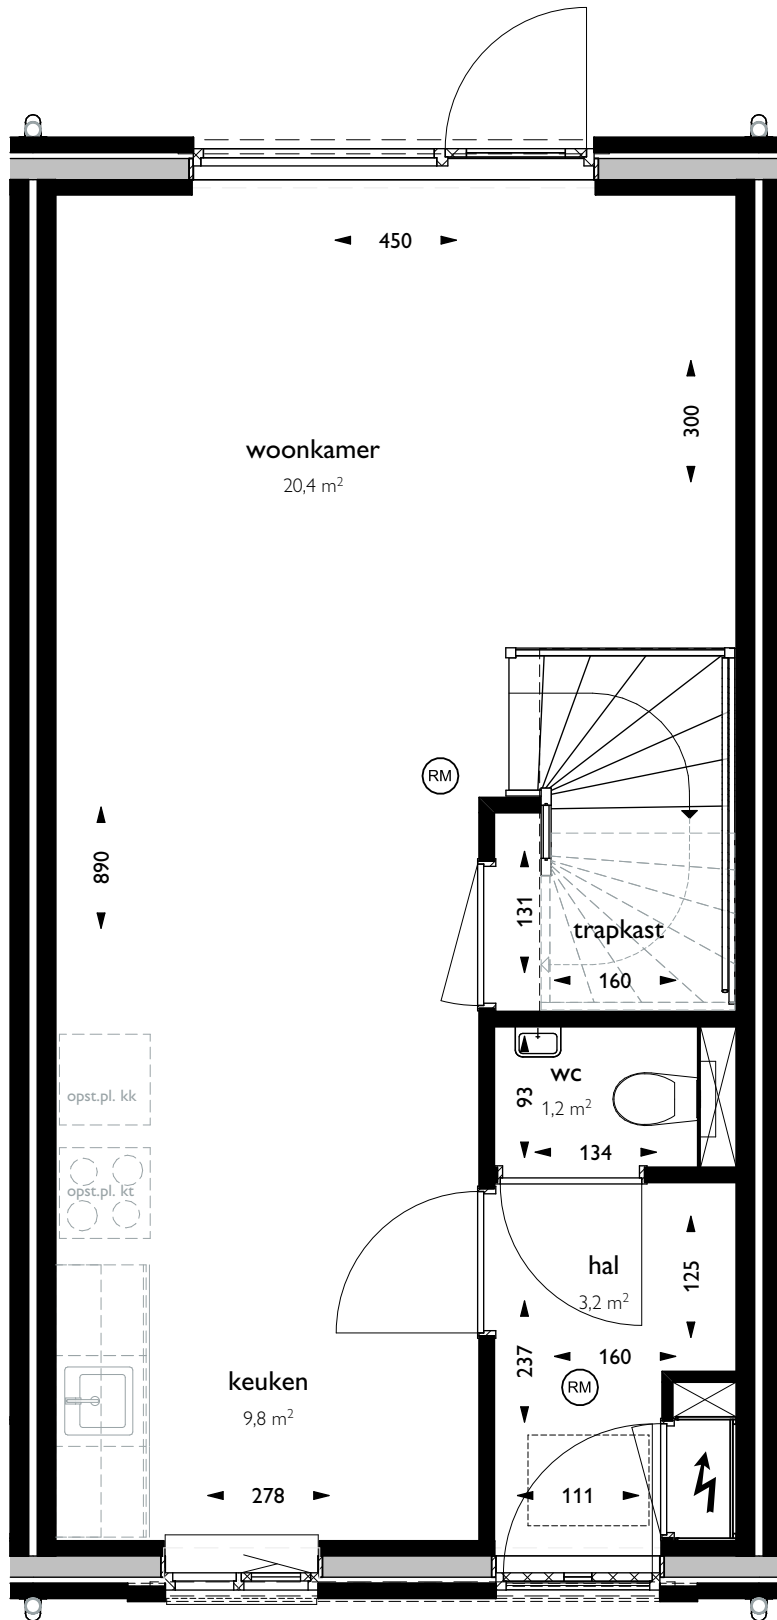 450
300
woonkamer
20,4 m²
RM
890
131
trapkast
160
opst.pl. kk
93
wc
1,2 m²
134
opst.pl. kt
hal
3,2 m²
125
237
160
keuken
9,8 m²
RM
278
111